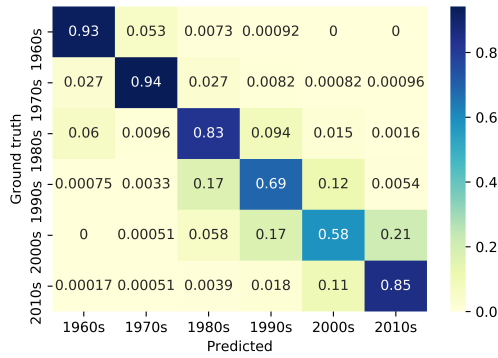 1960s 0.93 0.053 0.0073 0.00092 0 0
1970s 0.027 0.94 0.027 0.0082 0.00082 0.00096
1980s 0.06 0.0096 0.83 0.094 0.015 0.0016
1990s 0.00075 0.0033 0.17 0.69 0.12 0.0054
2000s 0 0.00051 0.058 0.17 0.58 0.21
2010s 0.00017 0.00051 0.0039 0.018 0.11 0.85
1960s 1970s 1980s 1990s 2000s 2010s
Predicted
Ground truth
0.8
0.6
0.4
0.2
0.0